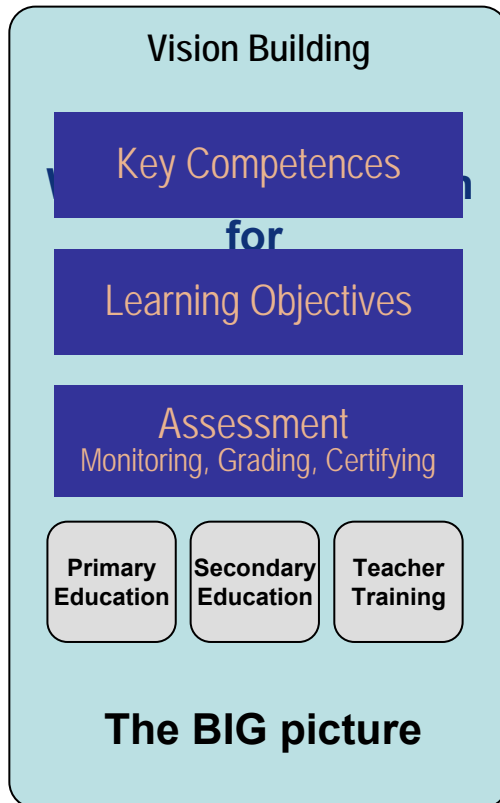 Vision Building
Key Competences
for
Learning Objectives
Assessment
Monitoring, Grading, Certifying
Primary
Education
Secondary
Education
Teacher
Training
The BIG picture